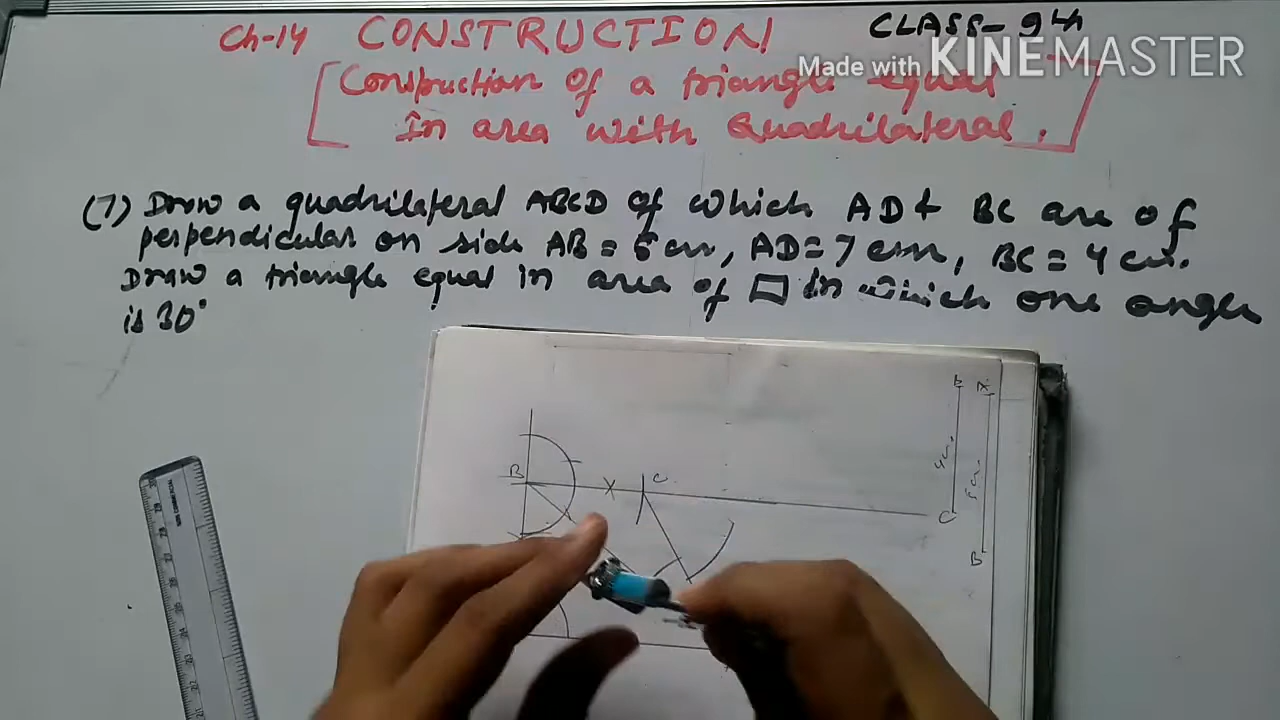 Ch-14 CONSTRUCTION CLASS-9th
Made with KINEMASTER
[Construction of a triangle equal
In area with Quadrilateral.]
(7) Draw a quadrilateral ABCD of which AD + BC are of
perpendicular on side AB = 5 cm, AD = 7 cm, BC = 4 cm.
Draw a triangle equal in area of □ in which one angle
is 30°
B
C
C
B